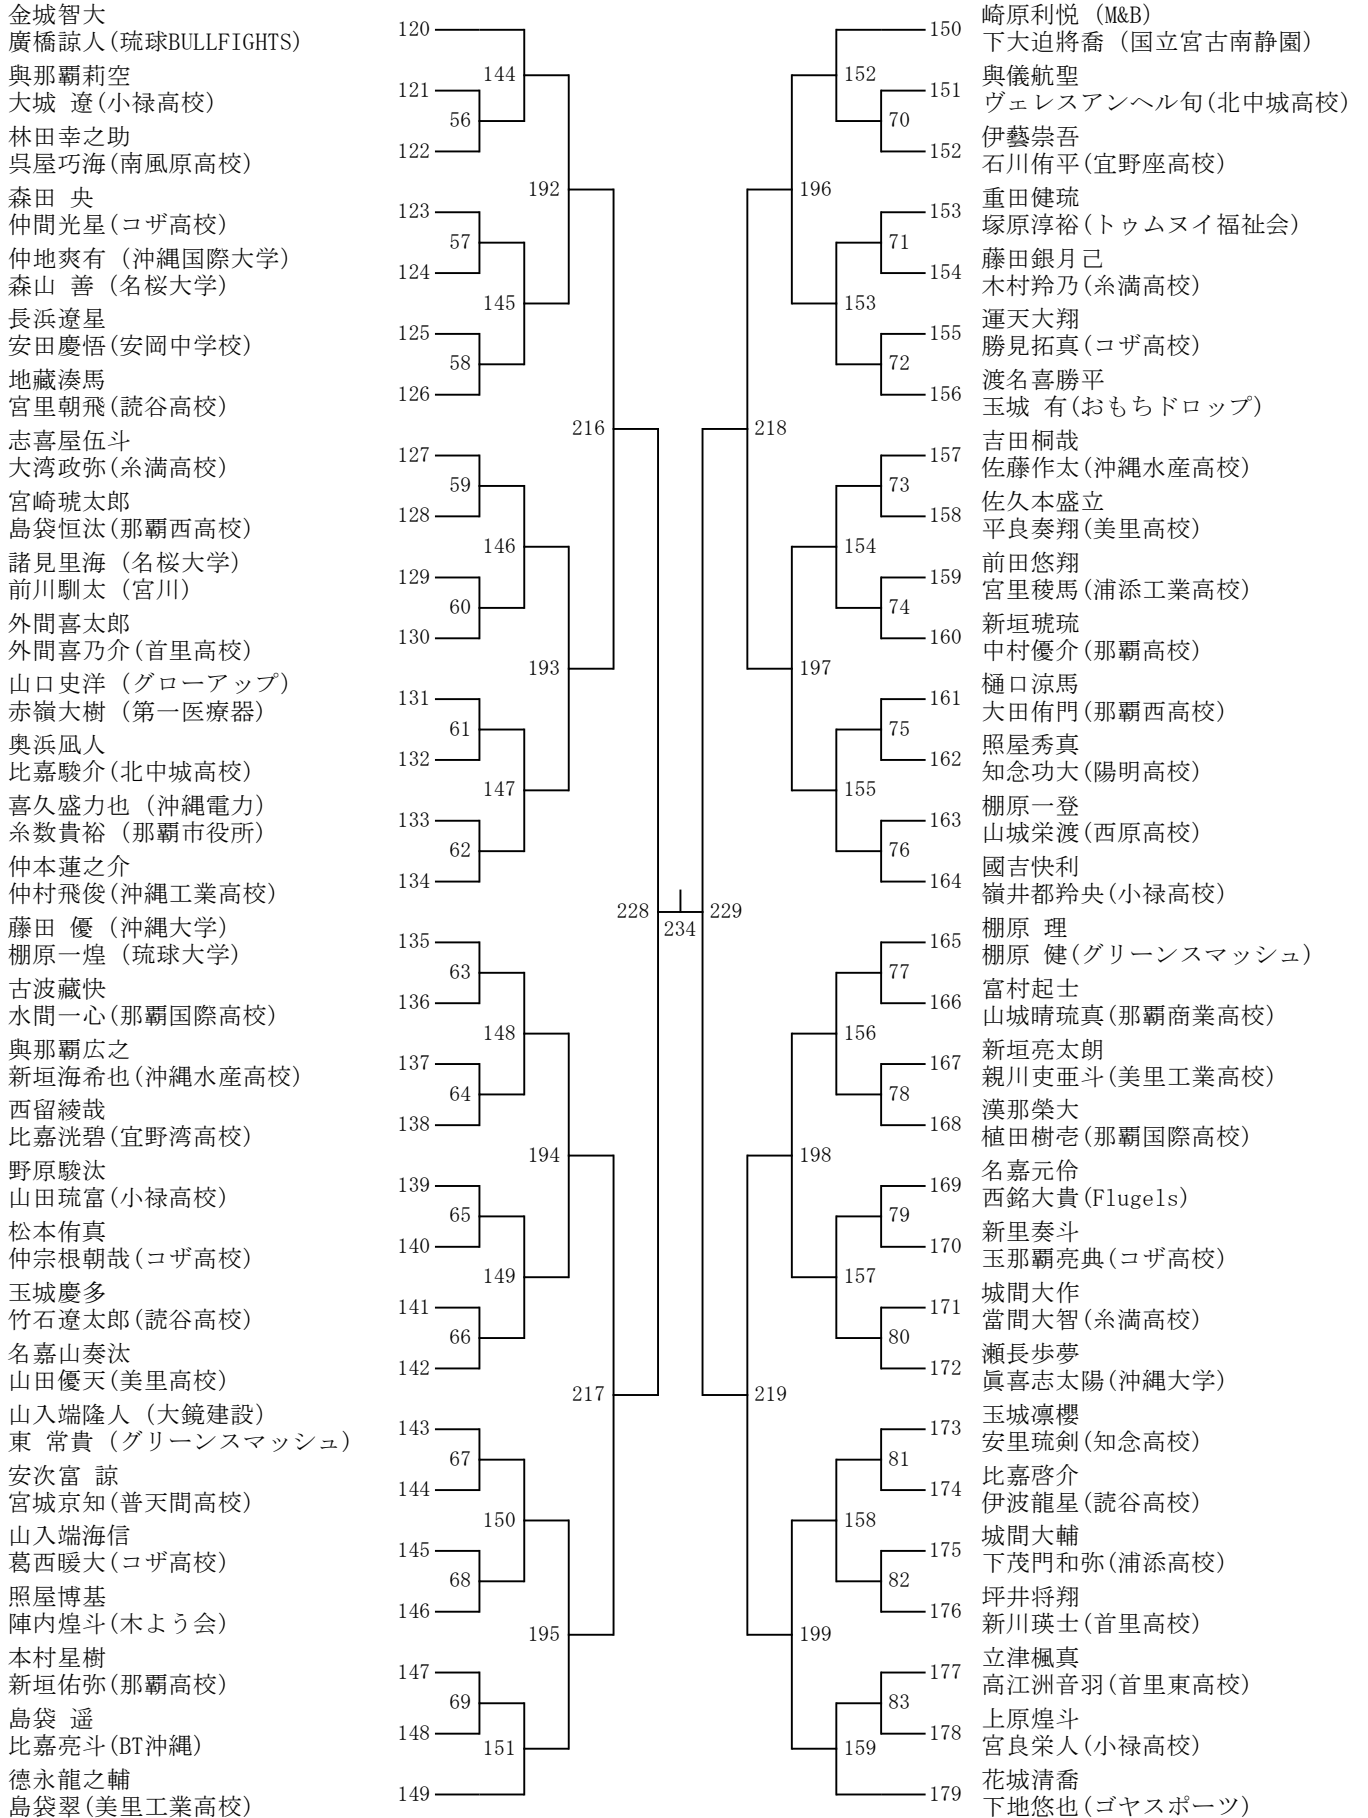 金城智大
廣橋諒人(琉球BULLFIGHTS)
120
與那覇莉空
大城 遼(小禄高校)
121
林田幸之助
呉屋巧海(南風原高校)
122
森田 央
仲間光星(コザ高校)
123
仲地爽有 (沖縄国際大学)
森山 善 (名桜大学)
124
長浜遼星
安田慶悟(安岡中学校)
125
地蔵湊馬
宮里朝飛(読谷高校)
126
志喜屋伍斗
大湾政弥(糸満高校)
127
宮崎琥太郎
島袋恒汰(那覇西高校)
128
諸見里海 (名桜大学)
前川馴太 (宮川)
129
外間喜太郎
外間喜乃介(首里高校)
130
山口史洋 (グローアップ)
赤嶺大樹 (第一医療器)
131
奥浜凪人
比嘉駿介(北中城高校)
132
喜久盛力也 (沖縄電力)
糸数貴裕 (那覇市役所)
133
仲本蓮之介
仲村飛俊(沖縄工業高校)
134
藤田 優 (沖縄大学)
棚原一煌 (琉球大学)
135
古波蔵快
水間一心(那覇国際高校)
136
與那覇広之
新垣海希也(沖縄水産高校)
137
西留綾哉
比嘉洸碧(宜野湾高校)
138
野原駿汰
山田琉富(小禄高校)
139
松本侑真
仲宗根朝哉(コザ高校)
140
玉城慶多
竹石遼太郎(読谷高校)
141
名嘉山奏汰
山田優天(美里高校)
142
山入端隆人 (大鏡建設)
東 常貴 (グリーンスマッシュ)
143
安次富 諒
宮城京知(普天間高校)
144
山入端海信
葛西暖大(コザ高校)
145
照屋博基
陣内煌斗(木よう会)
146
本村星樹
新垣佑弥(那覇高校)
147
島袋 遥
比嘉亮斗(BT沖縄)
148
德永龍之輔
島袋翠(美里工業高校)
149
56
57
58
59
60
61
62
63
64
65
66
67
68
69
144
145
146
147
148
149
150
151
192
193
194
195
216
217
228
234
229
218
219
196
197
198
199
152
153
154
155
156
157
158
159
70
71
72
73
74
75
76
77
78
79
80
81
82
83
150
崎原利悦 (M&B)
下大迫將喬 (国立宮古南静園)
151
與儀航聖
ヴェレスアンヘル旬(北中城高校)
152
伊藝崇吾
石川侑平(宜野座高校)
153
重田健琉
塚原淳裕(トゥムヌイ福祉会)
154
藤田銀月己
木村羚乃(糸満高校)
155
運天大翔
勝見拓真(コザ高校)
156
渡名喜勝平
玉城 有(おもちドロップ)
157
吉田桐哉
佐藤作太(沖縄水産高校)
158
佐久本盛立
平良奏翔(美里高校)
159
前田悠翔
宮里稜馬(浦添工業高校)
160
新垣琥琉
中村優介(那覇高校)
161
樋口涼馬
大田侑門(那覇西高校)
162
照屋秀真
知念功大(陽明高校)
163
棚原一登
山城栄渡(西原高校)
164
國吉快利
嶺井都羚央(小禄高校)
165
棚原 理
棚原 健(グリーンスマッシュ)
166
富村起士
山城晴琉真(那覇商業高校)
167
新垣亮太朗
親川吏亜斗(美里工業高校)
168
漢那榮大
植田樹壱(那覇国際高校)
169
名嘉元伶
西銘大貴(Flugels)
170
新里奏斗
玉那覇亮典(コザ高校)
171
城間大作
當間大智(糸満高校)
172
瀬長歩夢
眞喜志太陽(沖縄大学)
173
玉城凛櫻
安里琉剣(知念高校)
174
比嘉啓介
伊波龍星(読谷高校)
175
城間大輔
下茂門和弥(浦添高校)
176
坪井将翔
新川瑛士(首里高校)
177
立津楓真
高江洲音羽(首里東高校)
178
上原煌斗
宮良栄人(小禄高校)
179
花城清喬
下地悠也(ゴヤスポーツ)